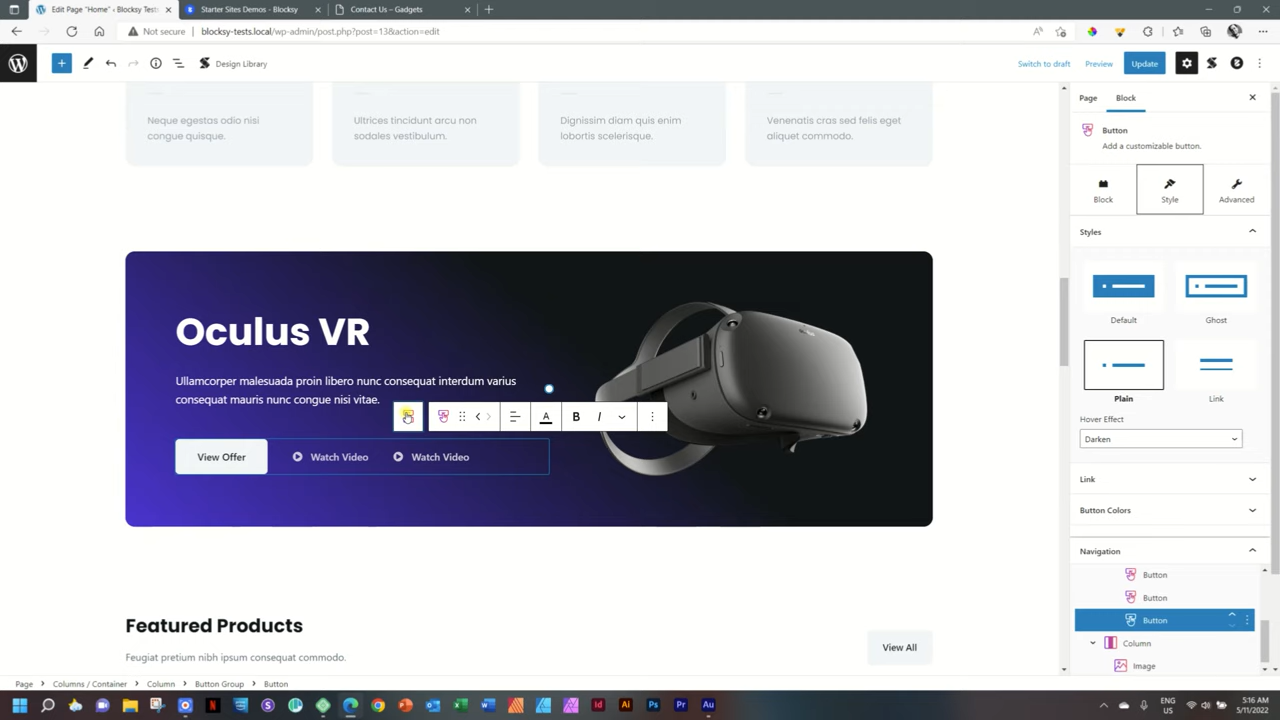 Edit Page "Home" ‹ Blocksy Tests
Starter Sites Demos - Blocksy
Contact Us – Gadgets
Not secure
blocksy-tests.local/wp-admin/post.php?post=13&action=edit
Design Library
Switch to draft
Preview
Update
Page
Block
Button
Add a customizable button.
Block
Style
Advanced
Styles
Default
Ghost
Plain
Link
Hover Effect
Darken
Link
Button Colors
Navigation
Button
Button
Button
Column
Image
Neque egestas odio nisi
congue quisque.
Ultrices tincidunt arcu non
sodales vestibulum.
Dignissim diam quis enim
lobortis scelerisque.
Venenatis cras sed felis eget
aliquet commodo.
Oculus VR
Ullamcorper malesuada proin libero nunc consequat interdum varius
consequat mauris nunc congue nisi vitae.
A
B
I
View Offer
Watch Video
Watch Video
Featured Products
Feugiat pretium nibh ipsum consequat commodo.
View All
Page
Columns / Container
Column
Button Group
Button
ENG
US
5:16 AM
5/11/2022